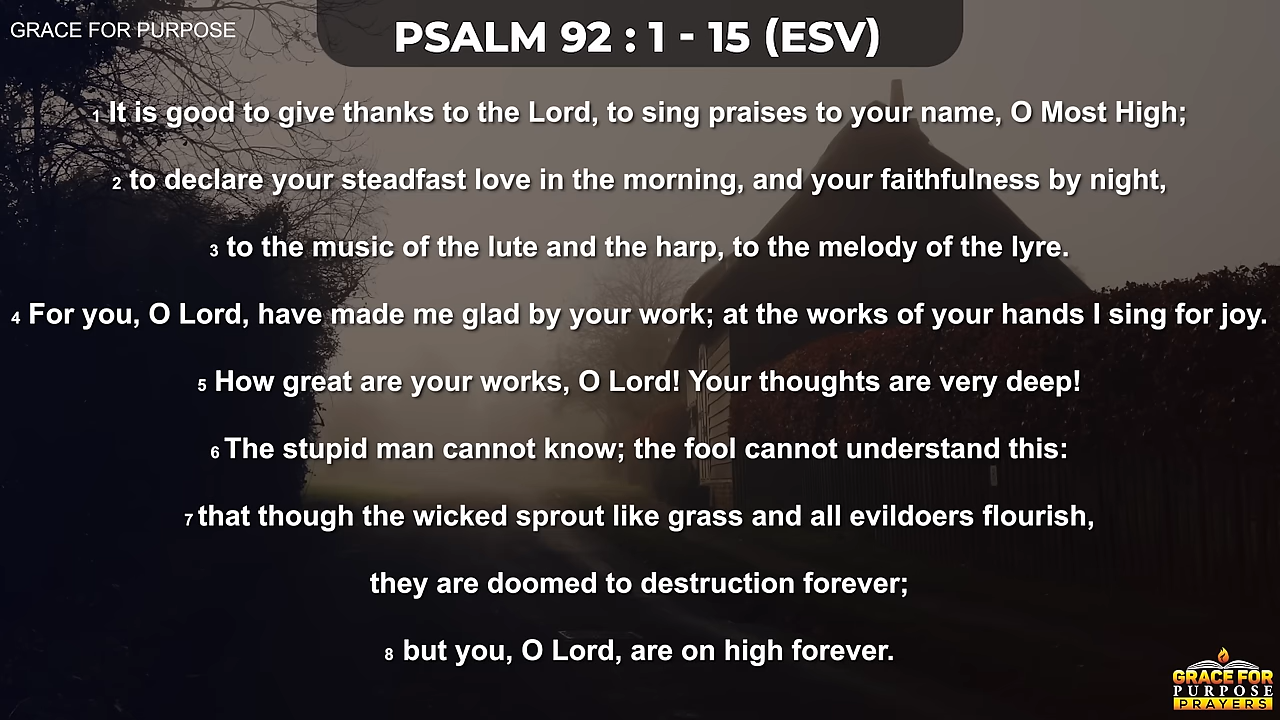 GRACE FOR PURPOSE
PSALM 92 : 1 - 15 (ESV)
1 It is good to give thanks to the Lord, to sing praises to your name, O Most High;
2 to declare your steadfast love in the morning, and your faithfulness by night,
3 to the music of the lute and the harp, to the melody of the lyre.
4 For you, O Lord, have made me glad by your work; at the works of your hands I sing for joy.
5 How great are your works, O Lord! Your thoughts are very deep!
6 The stupid man cannot know; the fool cannot understand this:
7 that though the wicked sprout like grass and all evildoers flourish,
they are doomed to destruction forever;
8 but you, O Lord, are on high forever.
GRACE FOR
PURPOSE
PRAYERS